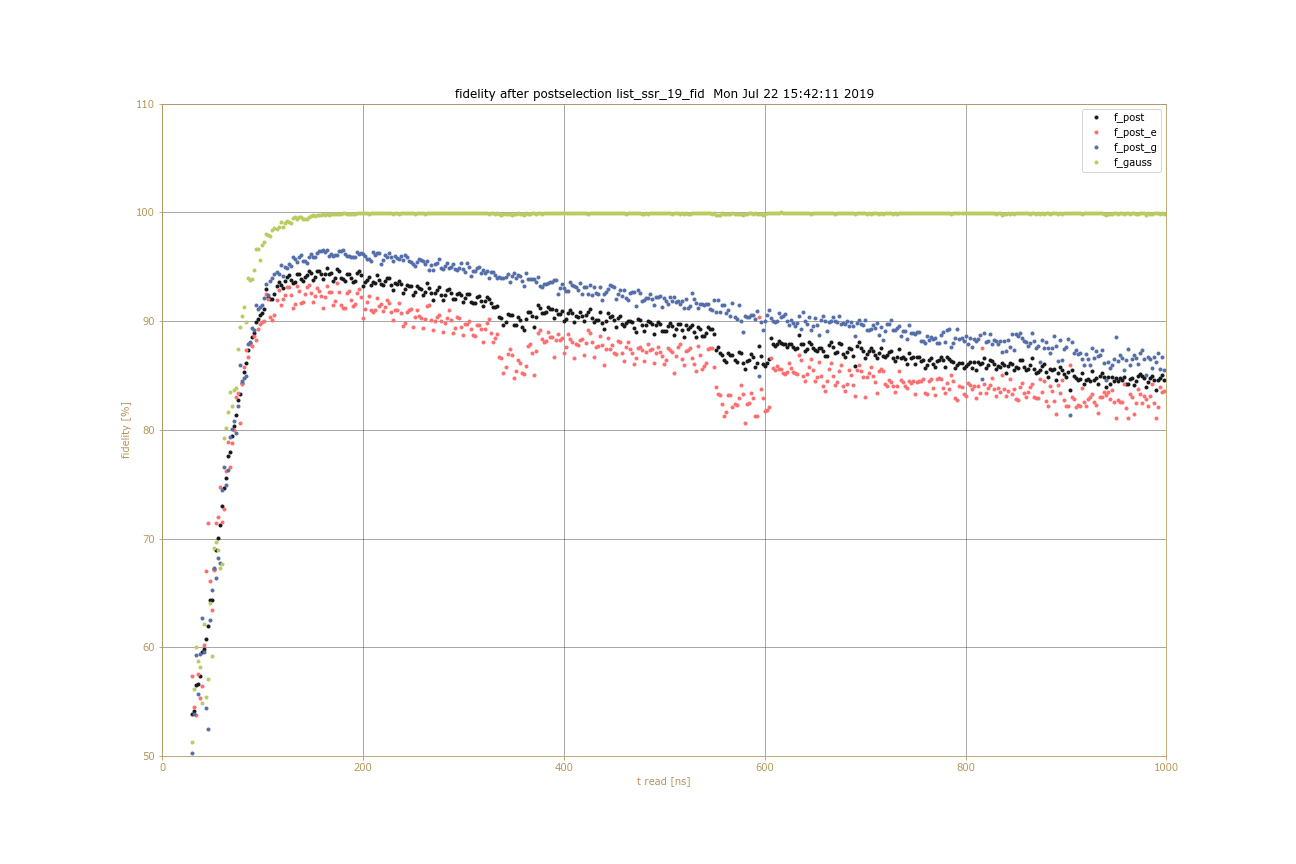 fidelity after postselection list_ssr_19_fid  Mon Jul 22 15:42:11 2019
110
100
90
80
70
60
50
fidelity [%]
f_post
f_post_e
f_post_g
f_gauss
0
200
400
600
800
1000
t read [ns]